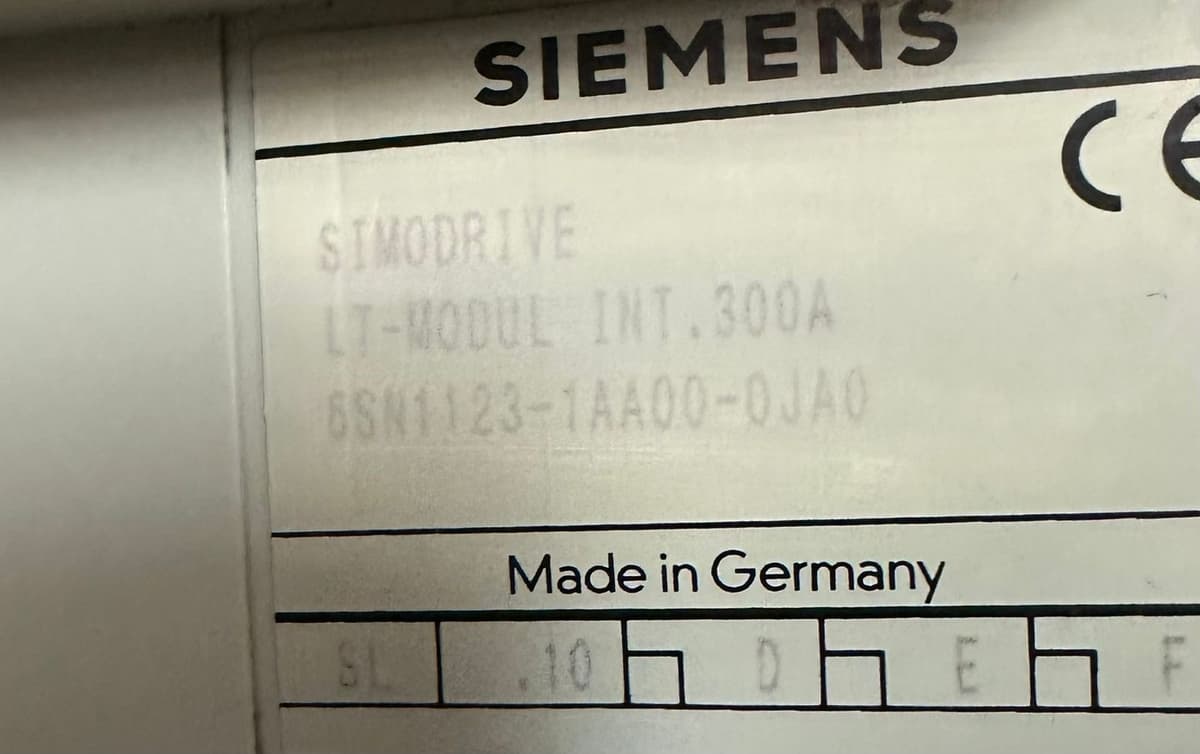 SIEMENS
CE
SIMODRIVE
LT-MODUL INT.300A
6SN1123-1AA00-0JA0
Made in Germany
SL .10 D E F